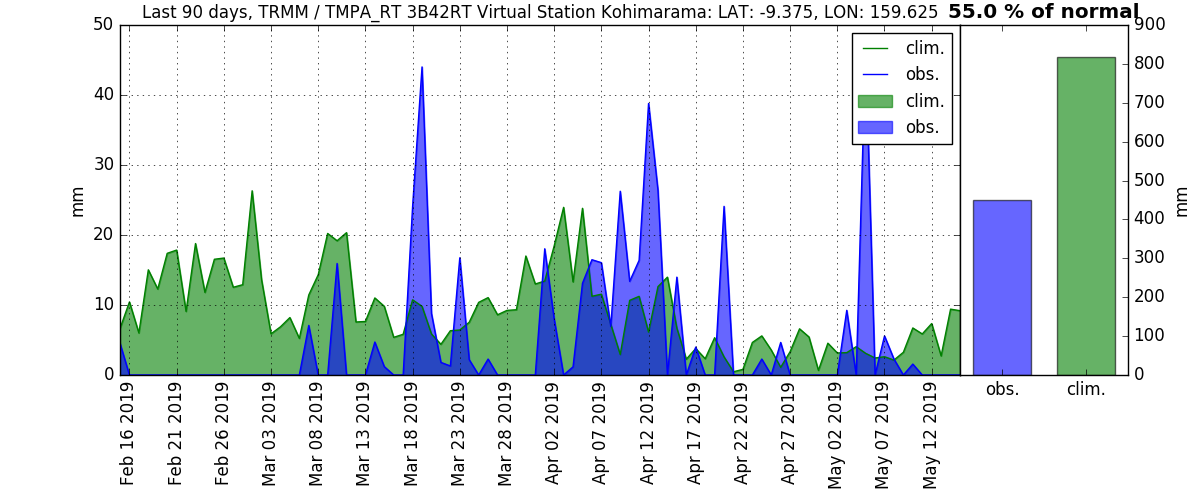 Last 90 days, TRMM / TMPA_RT 3B42RT Virtual Station Kohimarama: LAT: -9.375, LON: 159.625
55.0 % of normal
mm
50
40
30
20
10
0
clim.
obs.
clim.
obs.
Feb 16 2019
Feb 21 2019
Feb 26 2019
Mar 03 2019
Mar 08 2019
Mar 13 2019
Mar 18 2019
Mar 23 2019
Mar 28 2019
Apr 02 2019
Apr 07 2019
Apr 12 2019
Apr 17 2019
Apr 22 2019
Apr 27 2019
May 02 2019
May 07 2019
May 12 2019
obs.
clim.
900
800
700
600
500
400
300
200
100
0
mm